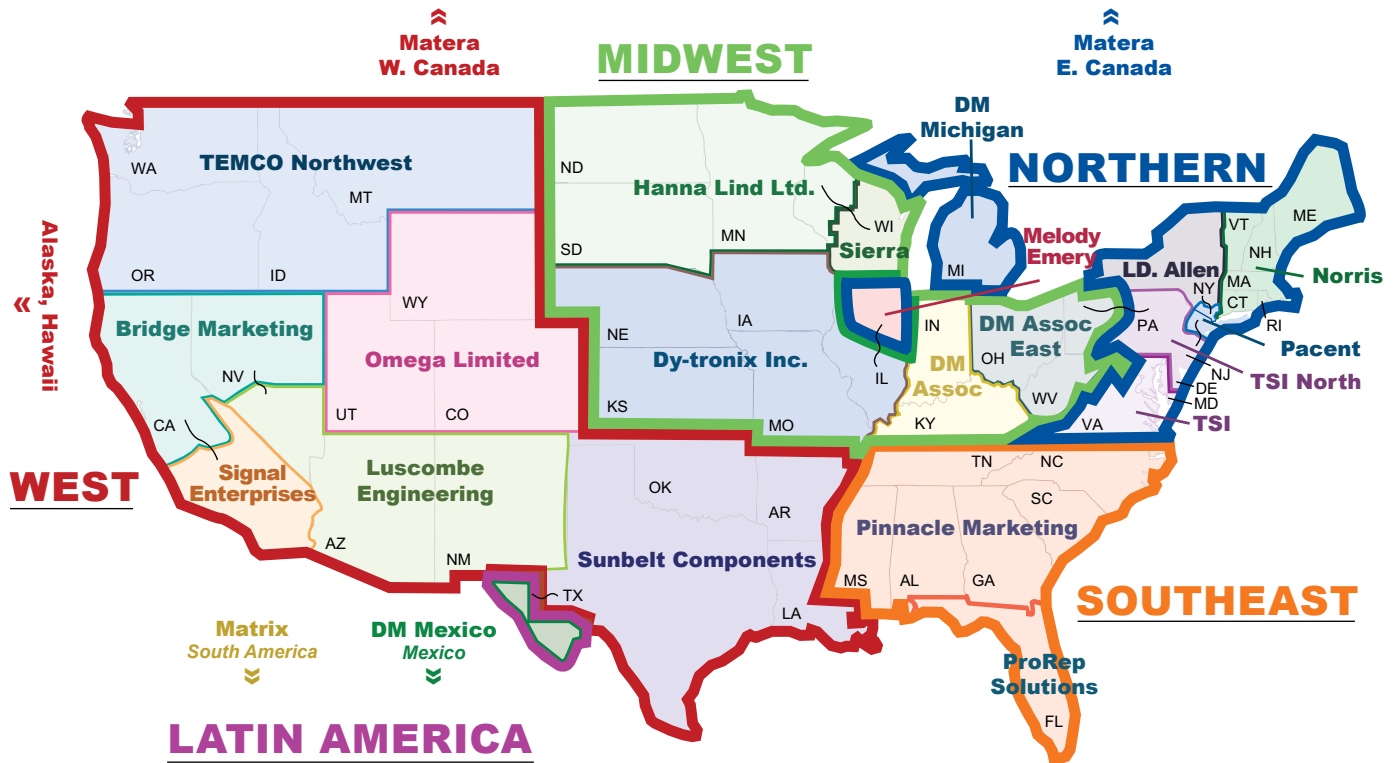 Matera
W. Canada
MIDWEST
Matera
E. Canada
DM
Michigan
NORTHERN
WA
TEMCO Northwest
MT
OR
ID
ND
Hanna Lind Ltd.
SD
MN
WI
Sierra
MI
Melody
Emery
LD. Allen
NY
VT
ME
NH
MA
CT
RI
Norris
Alaska, Hawaii
Bridge Marketing
NV
CA
WY
Omega Limited
UT
CO
NE
IA
Dy-tronix Inc.
KS
MO
IL
IN
DM
Assoc
KY
DM Assoc
East
OH
WV
PA
Pacent
TSI North
NJ
DE
MD
TSI
VA
WEST
Signal
Enterprises
Luscombe
Engineering
AZ
NM
OK
AR
Sunbelt Components
TX
LA
TN
NC
SC
Pinnacle Marketing
MS
AL
GA
SOUTHEAST
ProRep
Solutions
FL
Matrix
South America
DM Mexico
Mexico
LATIN AMERICA